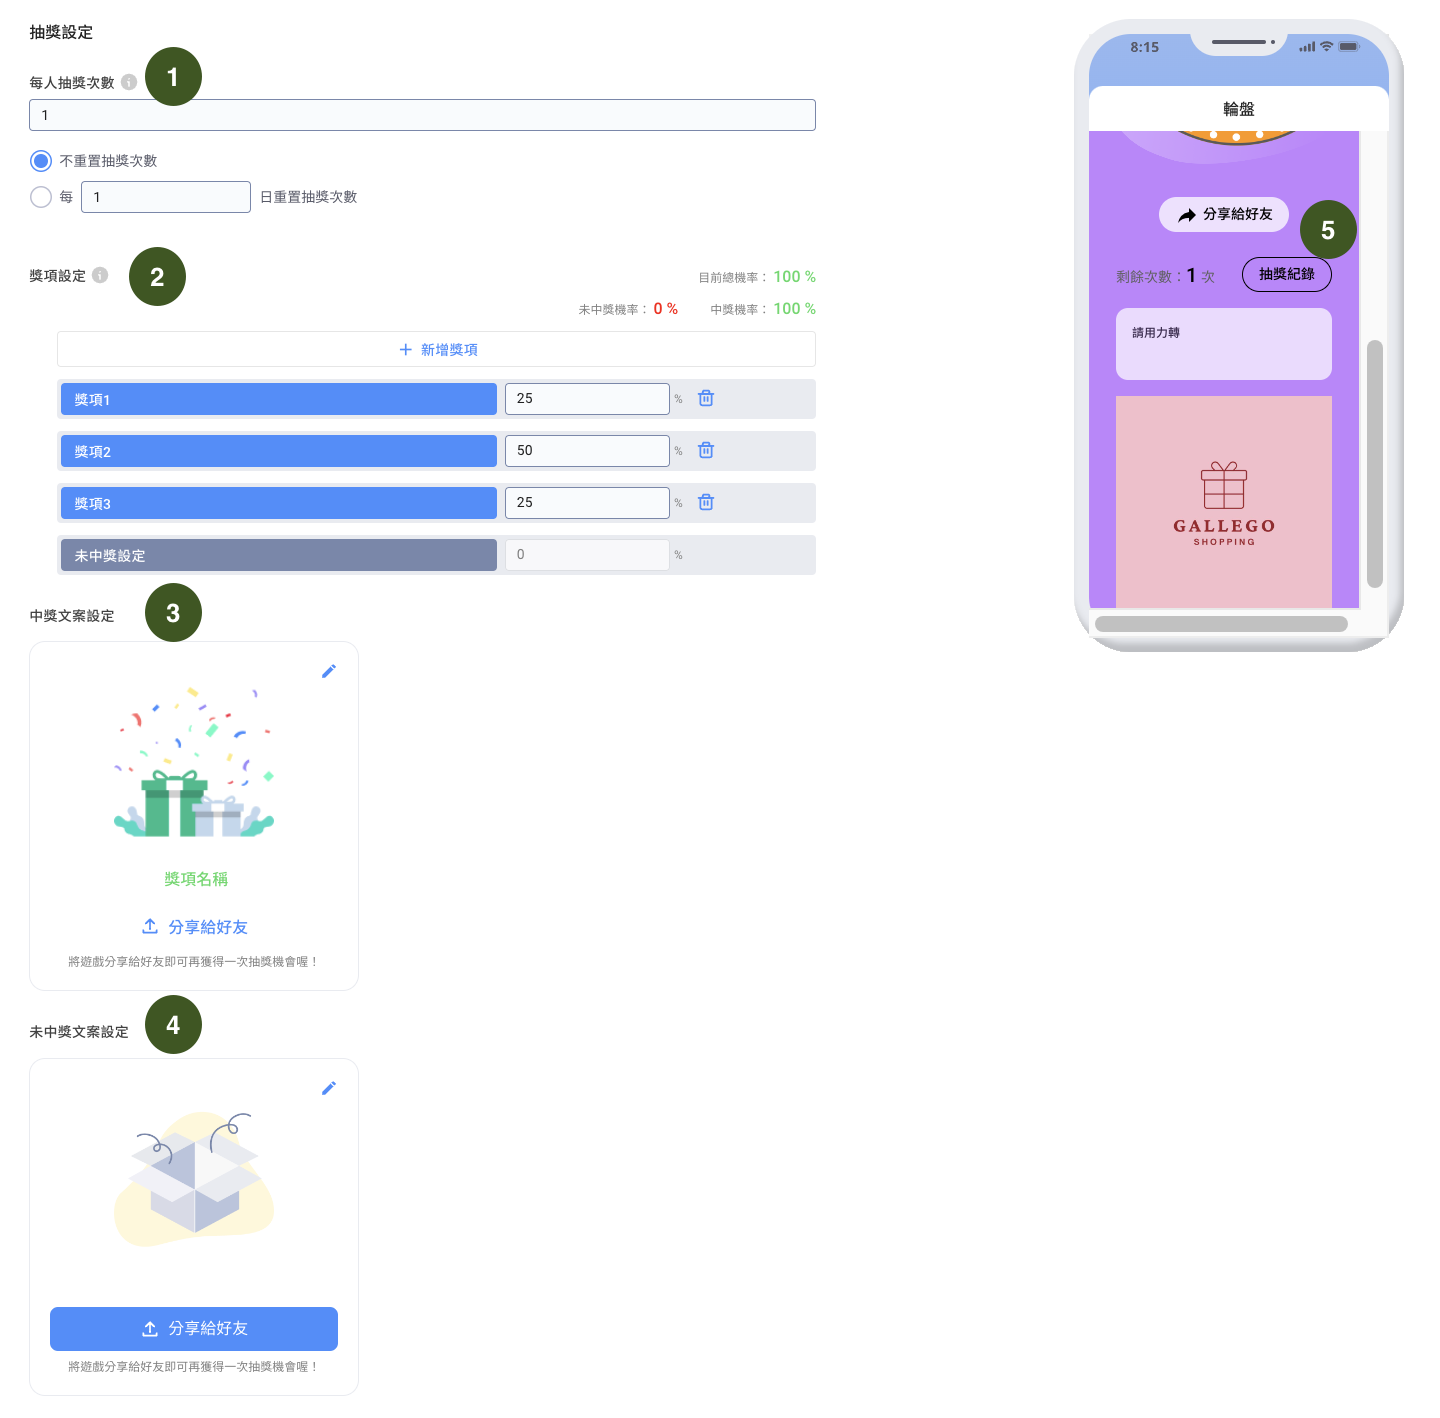 抽獎設定
每人抽獎次數
1
1
不重置抽獎次數
每 1 日重置抽獎次數
獎項設定
2
目前總機率： 100 %
未中獎機率： 0 % 中獎機率： 100 %
+ 新增獎項
獎項1 25 %
獎項2 50 %
獎項3 25 %
未中獎設定 0 %
中獎文案設定
3
獎項名稱
分享給好友
將遊戲分享給好友即可再獲得一次抽獎機會喔！
未中獎文案設定
4
分享給好友
將遊戲分享給好友即可再獲得一次抽獎機會喔！
8:15
輪盤
分享給好友
5
剩餘次數：1 次 抽獎紀錄
請用力轉
GALLEGO
SHOPPING